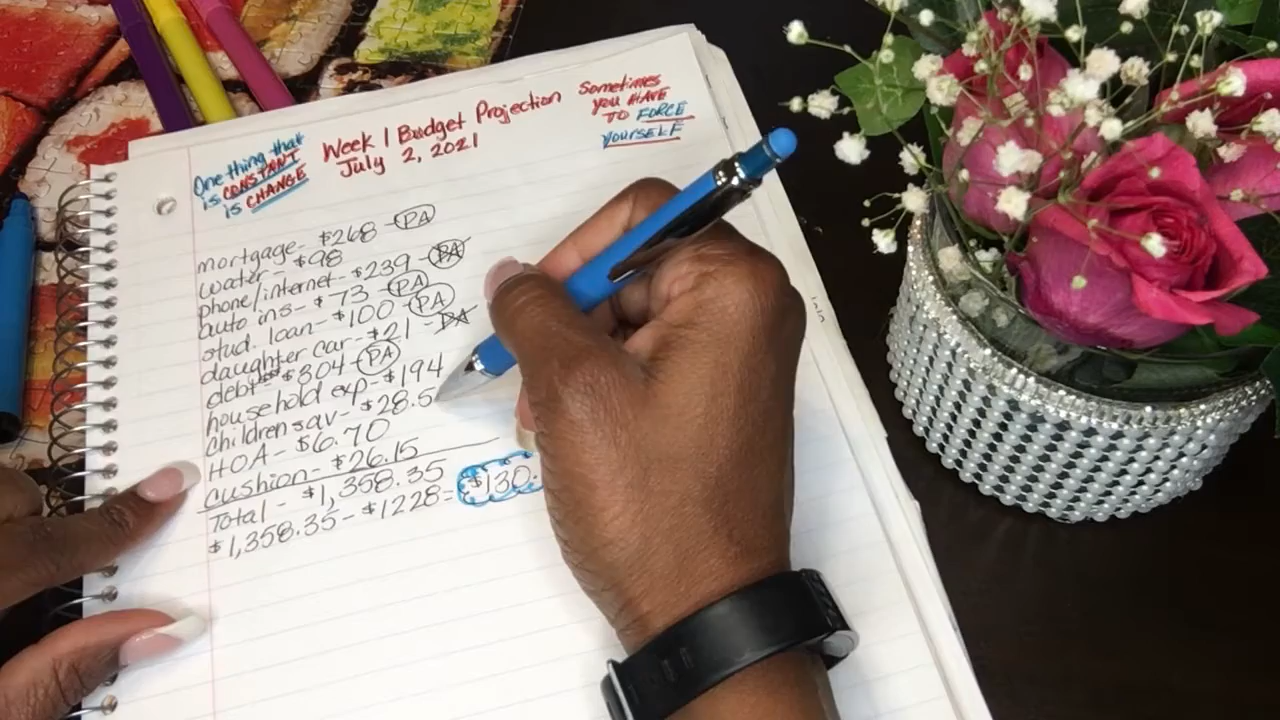 One thing that
is CONSTANT
is CHANGE
Week 1 Budget Projection
July 2, 2021
Sometimes
you HAVE
TO FORCE
YOURSELF
mortgage- $268 - PA
water- $98
phone/internet- $239 - PA
auto ins- $73 - PA
stud. loan- $100 PA
daughter car- $21 - PA
debt $304 - PA
household exp- $194
children sav- $28.5
HOA- $6.70
cushion- $26.15
Total - $1,358.35
$1,358.35 - $1228= $130.